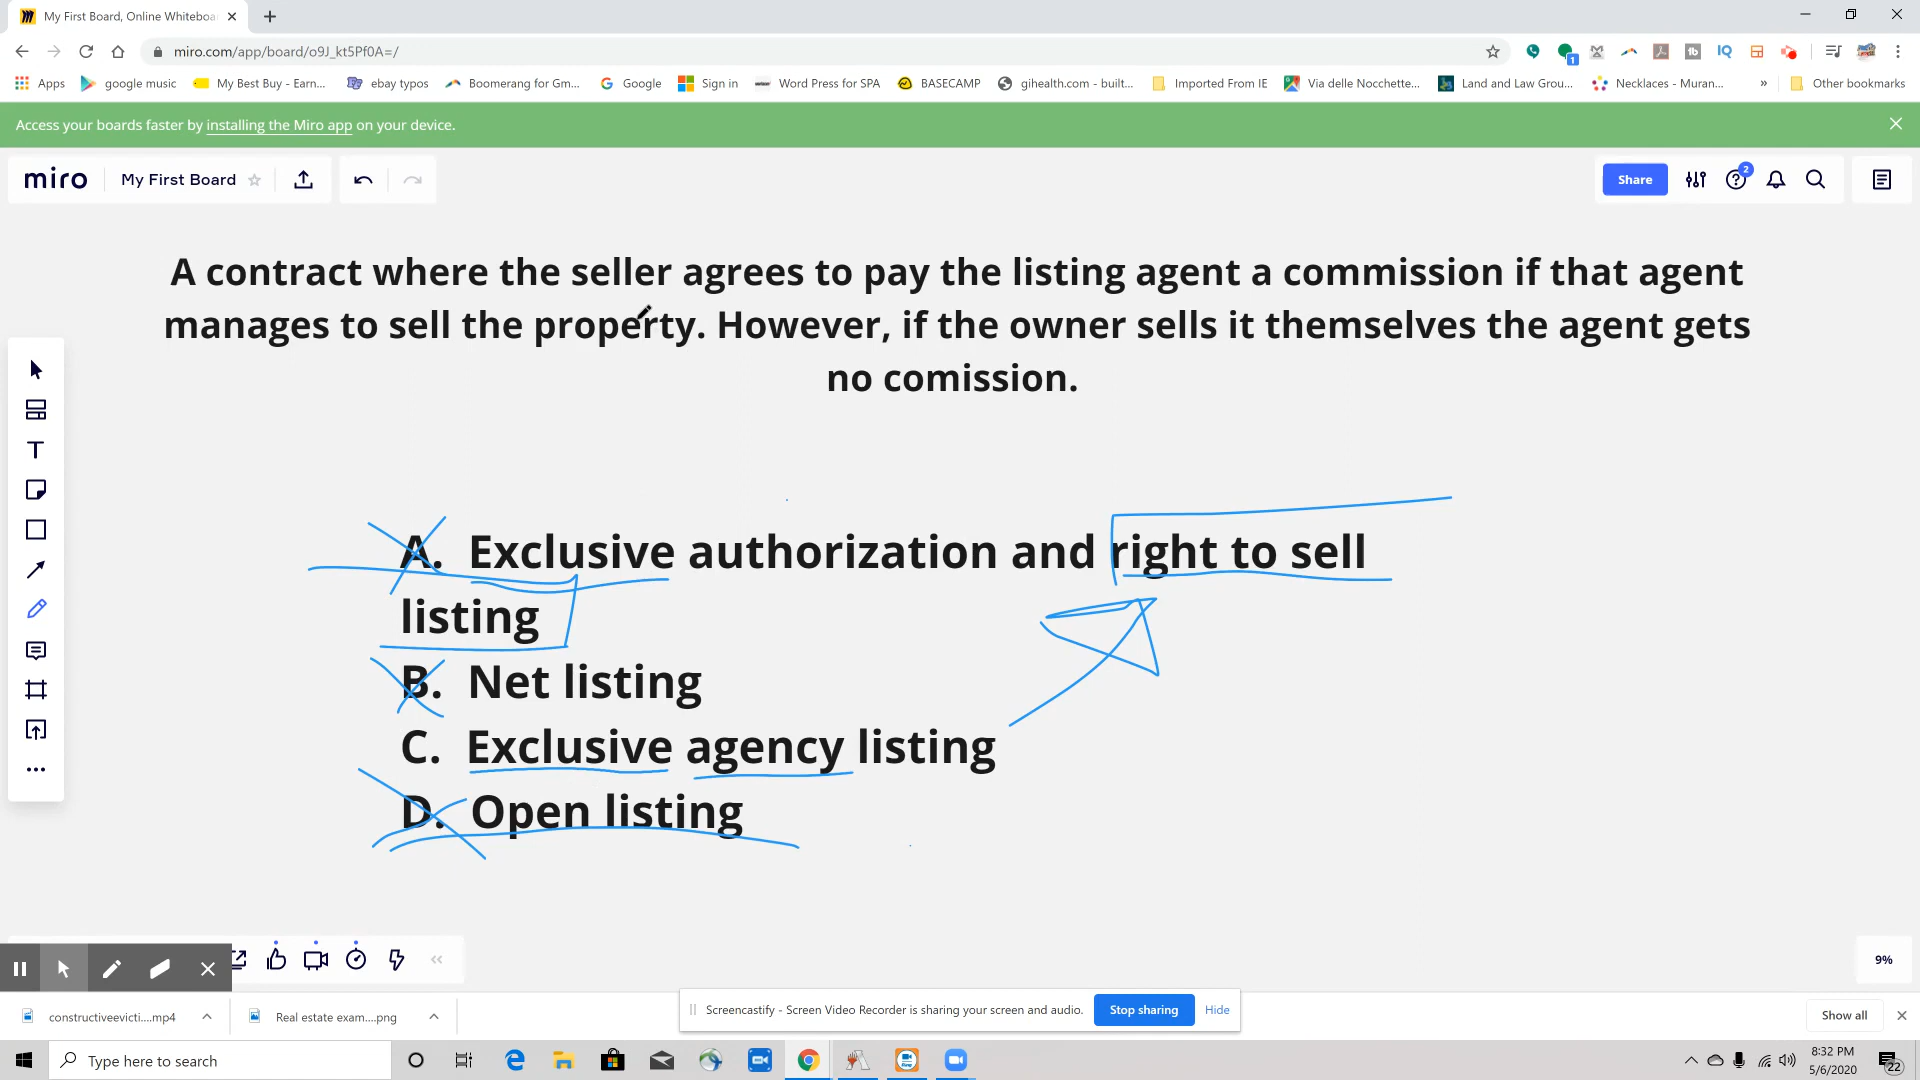 My First Board, Online Whiteboa
miro.com/app/board/o9J_kt5Pf0A=/
1
Apps
google music
My Best Buy - Earn...
ebay typos
Boomerang for Gm...
Google
Sign in
Word Press for SPA
BASECAMP
gihealth.com - built...
Imported From IE
Via delle Nocchette...
Land and Law Grou...
Necklaces - Muran...
»
Other bookmarks
Access your boards faster by installing the Miro app on your device.
miro
My First Board
Share
2
A contract where the seller agrees to pay the listing agent a commission if that agent
manages to sell the property. However, if the owner sells it themselves the agent gets
no comission.
A. Exclusive authorization and right to sell
listing
B. Net listing
C. Exclusive agency listing
D. Open listing
9%
constructiveevicti....mp4
Real estate exam....png
Screencastify - Screen Video Recorder is sharing your screen and audio.
Stop sharing
Hide
Show all
Type here to search
8:32 PM
5/6/2020
22